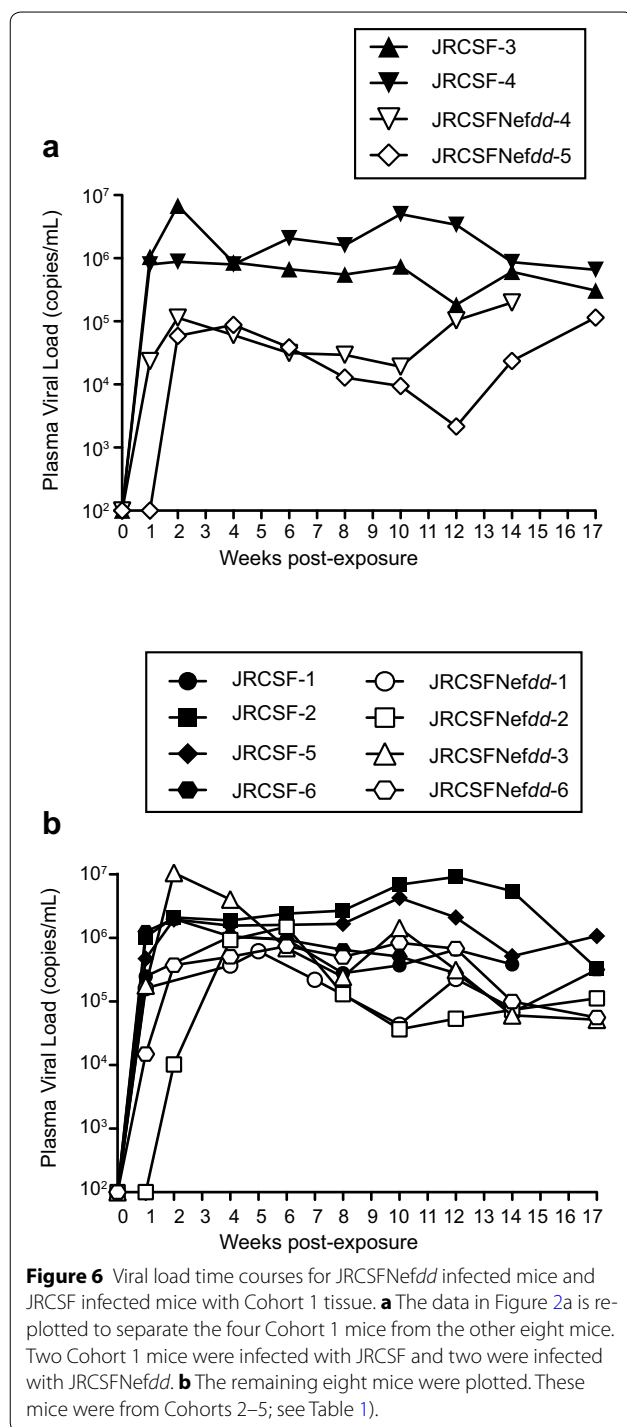 JRCSF-3
JRCSF-4
JRCSFNefdd-4
JRCSFNefdd-5
a
Plasma Viral Load (copies/mL)
10⁷
10⁶
10⁵
10⁴
10³
10²
0 1 2 3 4 5 6 7 8 9 10 11 12 13 14 15 16 17
Weeks post-exposure
JRCSF-1 JRCSFNefdd-1
JRCSF-2 JRCSFNefdd-2
JRCSF-5 JRCSFNefdd-3
JRCSF-6 JRCSFNefdd-6
b
Plasma Viral Load (copies/mL)
10⁷
10⁶
10⁵
10⁴
10³
10²
0 1 2 3 4 5 6 7 8 9 10 11 12 13 14 15 16 17
Weeks post-exposure
Figure 6 Viral load time courses for JRCSFNefdd infected mice and
JRCSF infected mice with Cohort 1 tissue. a The data in Figure 2a is re-
plotted to separate the four Cohort 1 mice from the other eight mice.
Two Cohort 1 mice were infected with JRCSF and two were infected
with JRCSFNefdd. b The remaining eight mice were plotted. These
mice were from Cohorts 2–5; see Table 1).